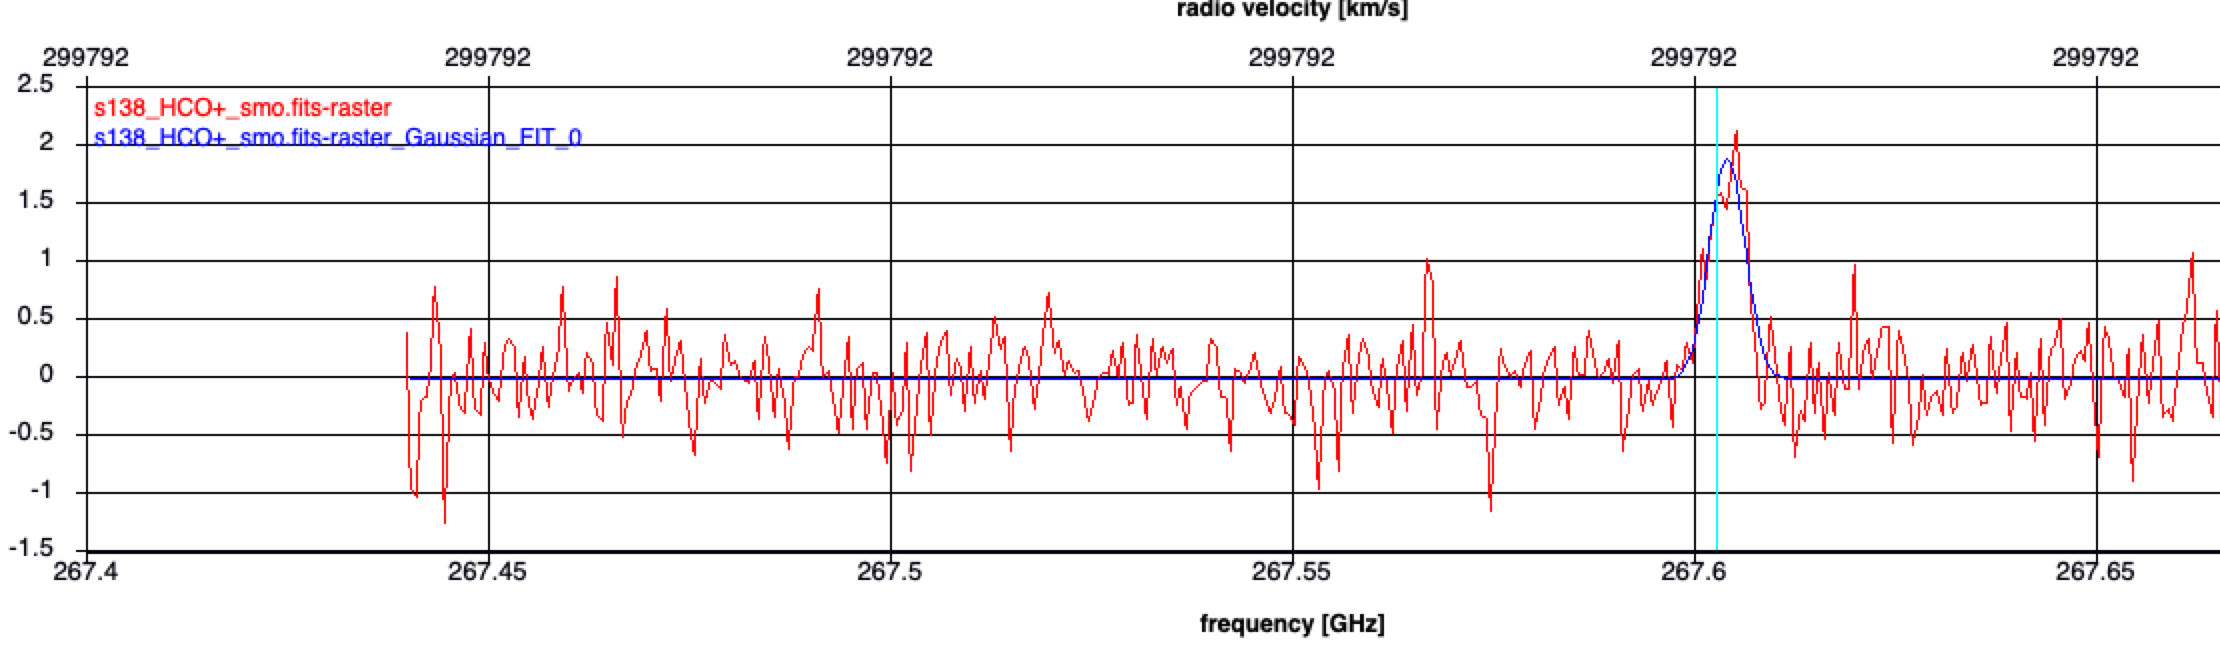 radio velocity [km/s]
299792 299792 299792 299792 299792 299792
2.5
s138_HCO+_smo.fits-raster
2
s138_HCO+_smo.fits-raster_Gaussian_FIT_0
1.5
1
0.5
0
-0.5
-1
-1.5
267.4 267.45 267.5 267.55 267.6 267.65
frequency [GHz]